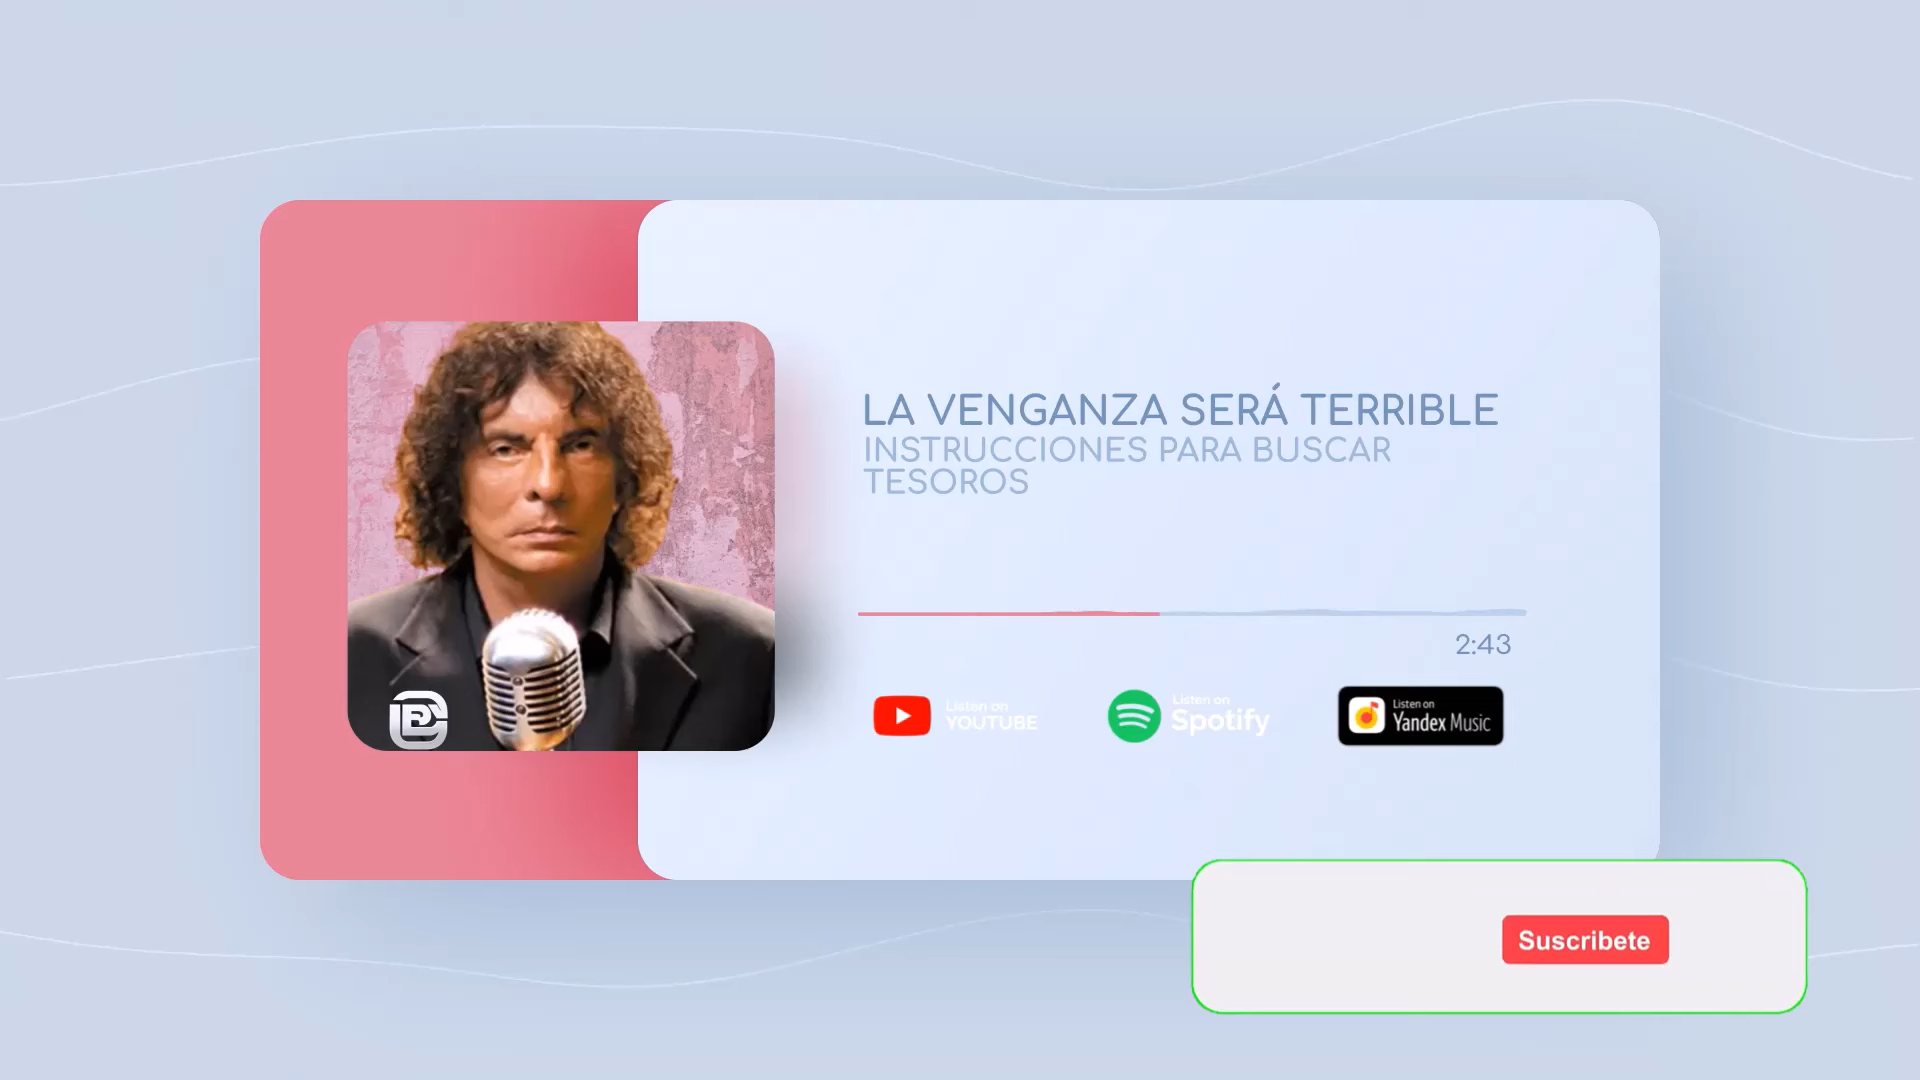 LA VENGANZA SERÁ TERRIBLE
INSTRUCCIONES PARA BUSCAR
TESOROS
2:43
Listen on
YOUTUBE
Listen on
Spotify
Listen on
Yandex Music
Suscribete